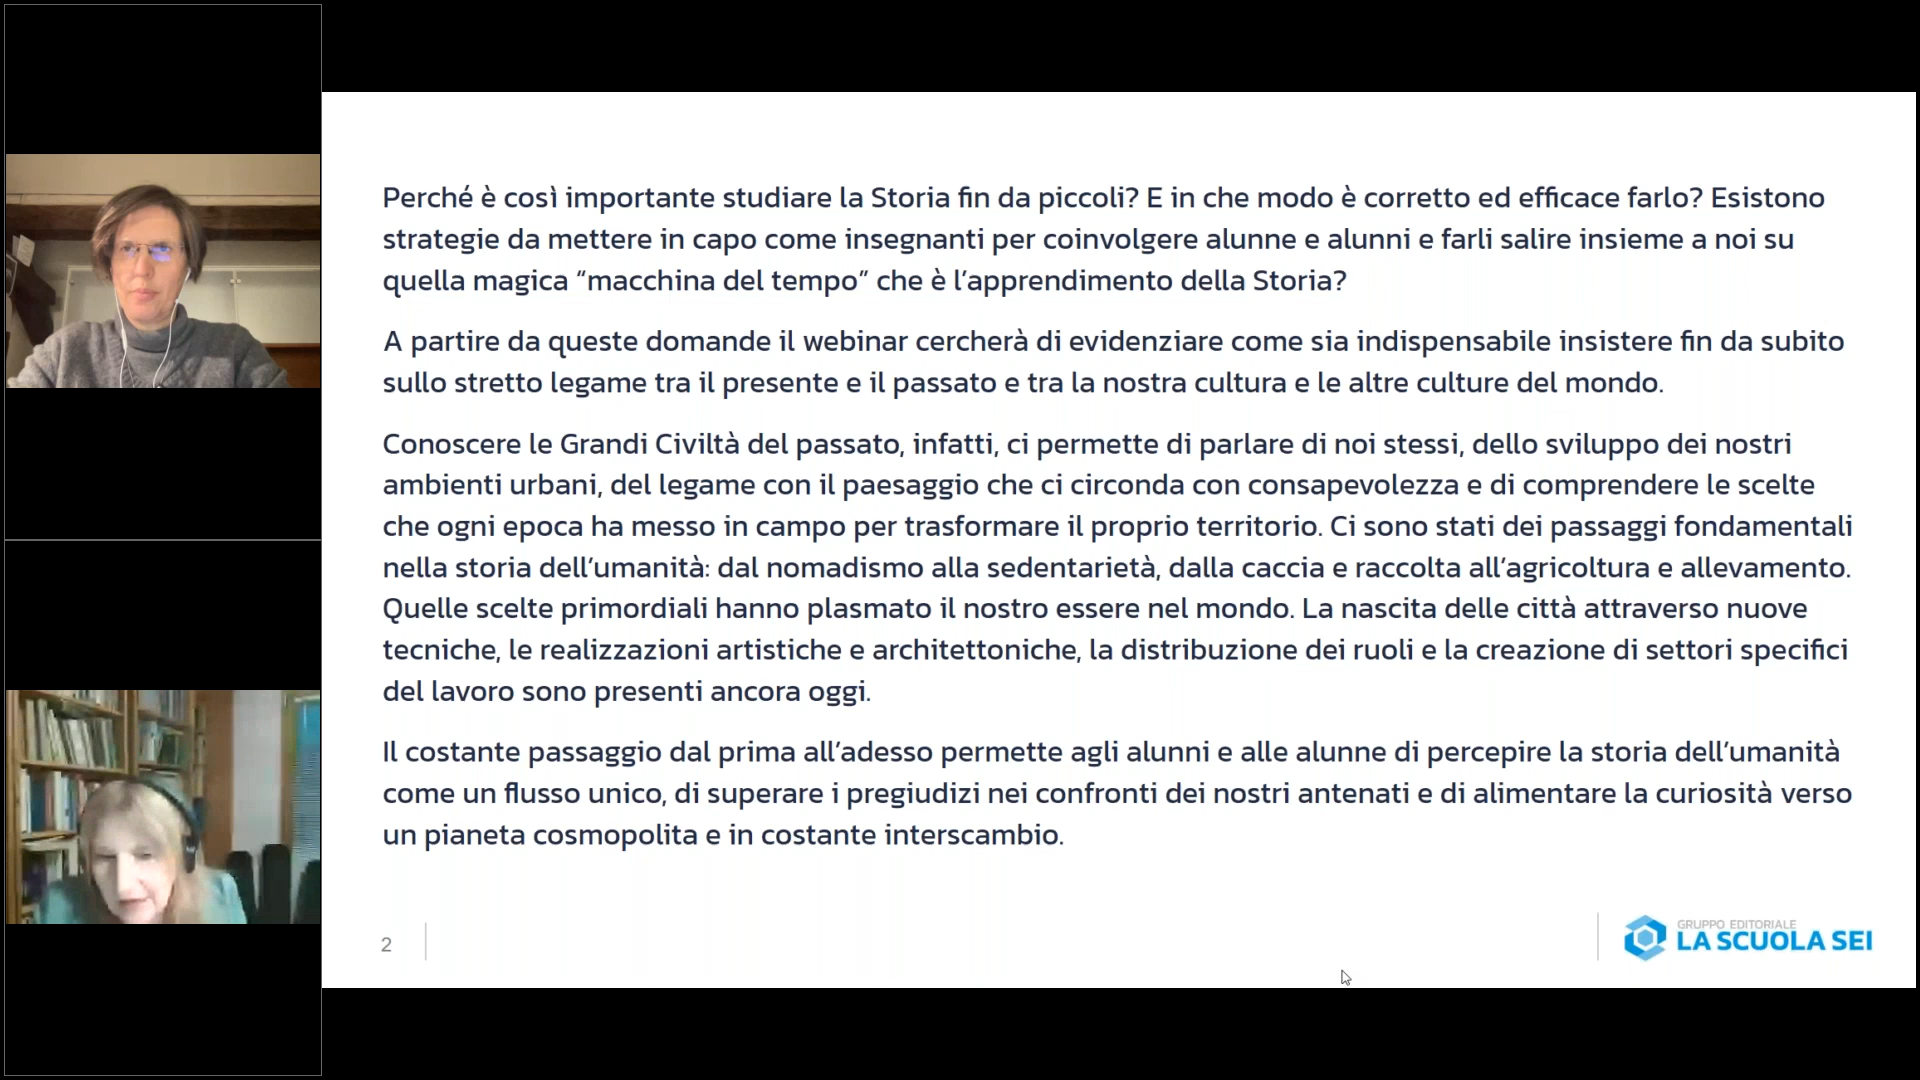 Perché è così importante studiare la Storia fin da piccoli? E in che modo è corretto ed efficace farlo? Esistono
strategie da mettere in capo come insegnanti per coinvolgere alunne e alunni e farli salire insieme a noi su
quella magica “macchina del tempo” che è l’apprendimento della Storia?
A partire da queste domande il webinar cercherà di evidenziare come sia indispensabile insistere fin da subito
sullo stretto legame tra il presente e il passato e tra la nostra cultura e le altre culture del mondo.
Conoscere le Grandi Civiltà del passato, infatti, ci permette di parlare di noi stessi, dello sviluppo dei nostri
ambienti urbani, del legame con il paesaggio che ci circonda con consapevolezza e di comprendere le scelte
che ogni epoca ha messo in campo per trasformare il proprio territorio. Ci sono stati dei passaggi fondamentali
nella storia dell’umanità: dal nomadismo alla sedentarietà, dalla caccia e raccolta all’agricoltura e allevamento.
Quelle scelte primordiali hanno plasmato il nostro essere nel mondo. La nascita delle città attraverso nuove
tecniche, le realizzazioni artistiche e architettoniche, la distribuzione dei ruoli e la creazione di settori specifici
del lavoro sono presenti ancora oggi.
Il costante passaggio dal prima all’adesso permette agli alunni e alle alunne di percepire la storia dell’umanità
come un flusso unico, di superare i pregiudizi nei confronti dei nostri antenati e di alimentare la curiosità verso
un pianeta cosmopolita e in costante interscambio.
2
GRUPPO EDITORIALE
LA SCUOLA SEI